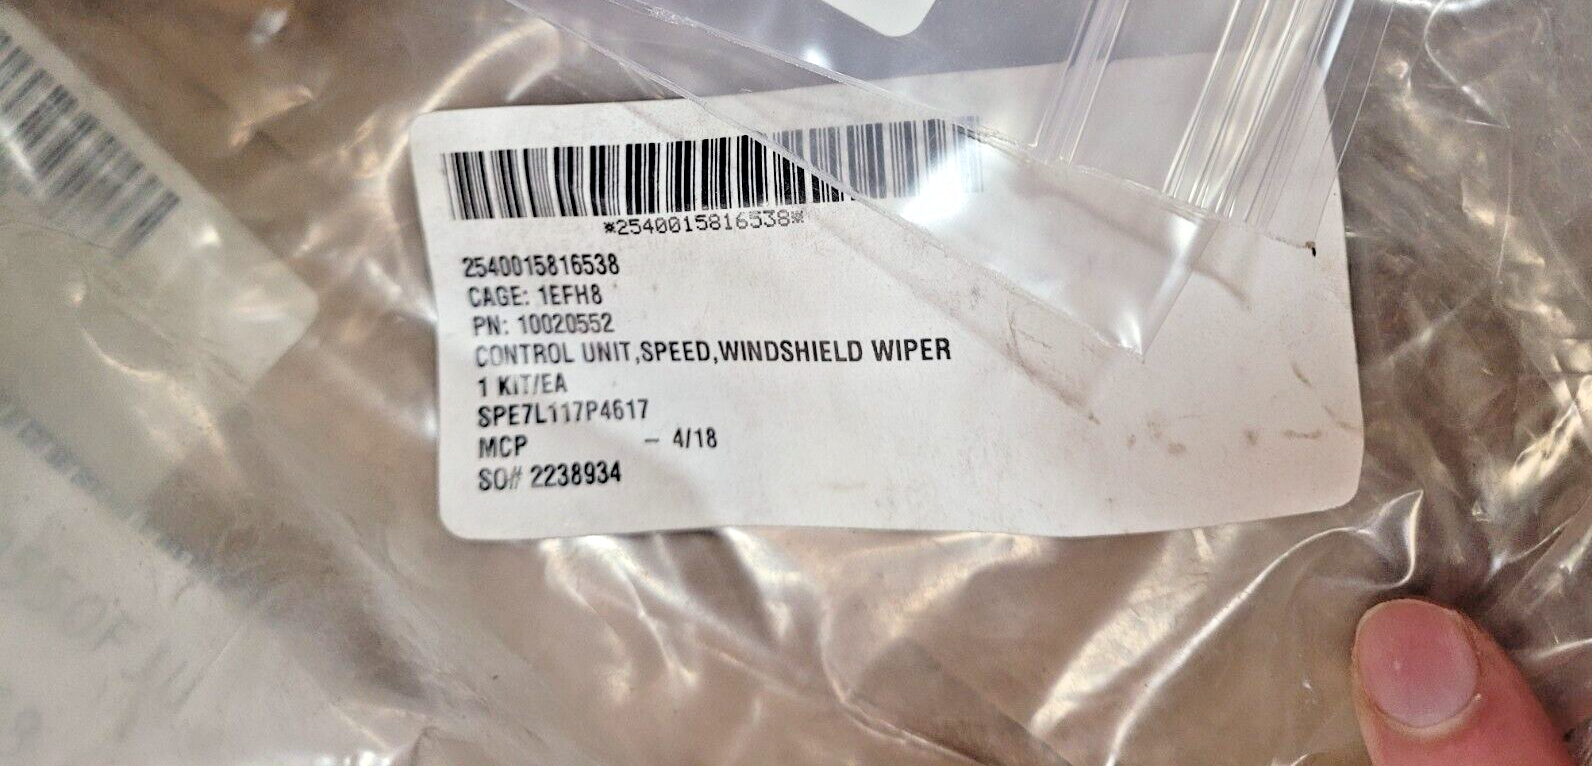 *2540015816538*
2540015816538
CAGE: 1EFH8
PN: 10020552
CONTROL UNIT,SPEED,WINDSHIELD WIPER
1 KIT/EA
SPE7L117P4617
MCP – 4/18
SO# 2238934